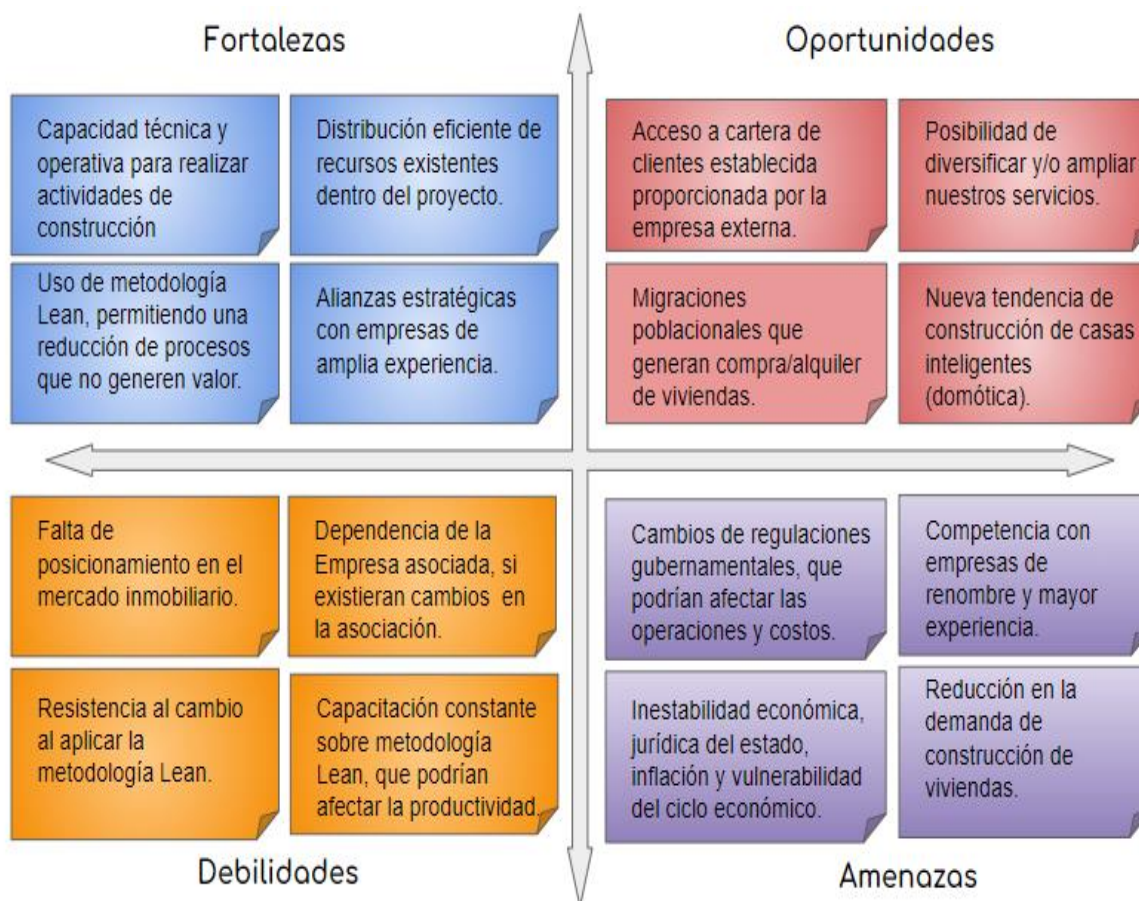 Fortalezas
Capacidad técnica y
operativa para realizar
actividades de
construcción
Distribución eficiente de
recursos existentes
dentro del proyecto.
Uso de metodología
Lean, permitiendo una
reducción de procesos
que no generen valor.
Alianzas estratégicas
con empresas de
amplia experiencia.
Oportunidades
Acceso a cartera de
clientes establecida
proporcionada por la
empresa externa.
Posibilidad de
diversificar y/o ampliar
nuestros servicios.
Migraciones
poblacionales que
generan compra/alquiler
de viviendas.
Nueva tendencia de
construcción de casas
inteligentes
(domótica).
Falta de
posicionamiento en el
mercado inmobiliario.
Dependencia de la
Empresa asociada, si
existieran cambios en
la asociación.
Resistencia al cambio
al aplicar la
metodología Lean.
Capacitación constante
sobre metodología
Lean, que podrían
afectar la productividad.
Debilidades
Cambios de regulaciones
gubernamentales, que
podrían afectar las
operaciones y costos.
Competencia con
empresas de
renombre y mayor
experiencia.
Inestabilidad económica,
jurídica del estado,
inflación y vulnerabilidad
del ciclo económico.
Reducción en la
demanda de
construcción de
viviendas.
Amenazas